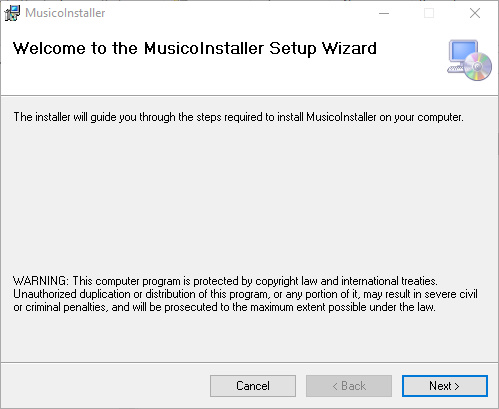 MusicoInstaller
Welcome to the MusicoInstaller Setup Wizard
The installer will guide you through the steps required to install MusicoInstaller on your computer.
WARNING: This computer program is protected by copyright law and international treaties.
Unauthorized duplication or distribution of this program, or any portion of it, may result in severe civil
or criminal penalties, and will be prosecuted to the maximum extent possible under the law.
Cancel
< Back
Next >